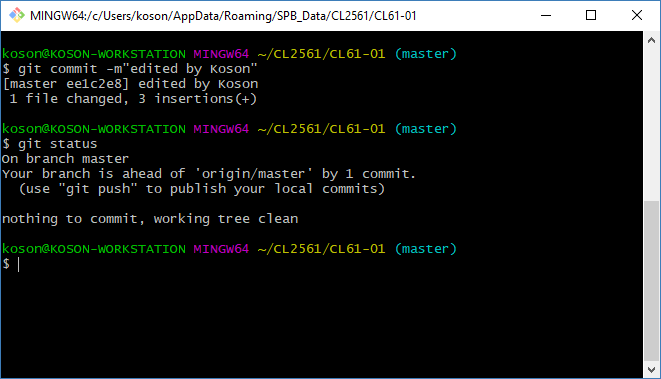 MINGW64:/c/Users/koson/AppData/Roaming/SPB_Data/CL2561/CL61-01
koson@KOSON-WORKSTATION MINGW64 ~/CL2561/CL61-01 (master)
$ git commit -m"edited by Koson"
[master ee1c2e8] edited by Koson
 1 file changed, 3 insertions(+)
koson@KOSON-WORKSTATION MINGW64 ~/CL2561/CL61-01 (master)
$ git status
On branch master
Your branch is ahead of 'origin/master' by 1 commit.
  (use "git push" to publish your local commits)
nothing to commit, working tree clean
koson@KOSON-WORKSTATION MINGW64 ~/CL2561/CL61-01 (master)
$